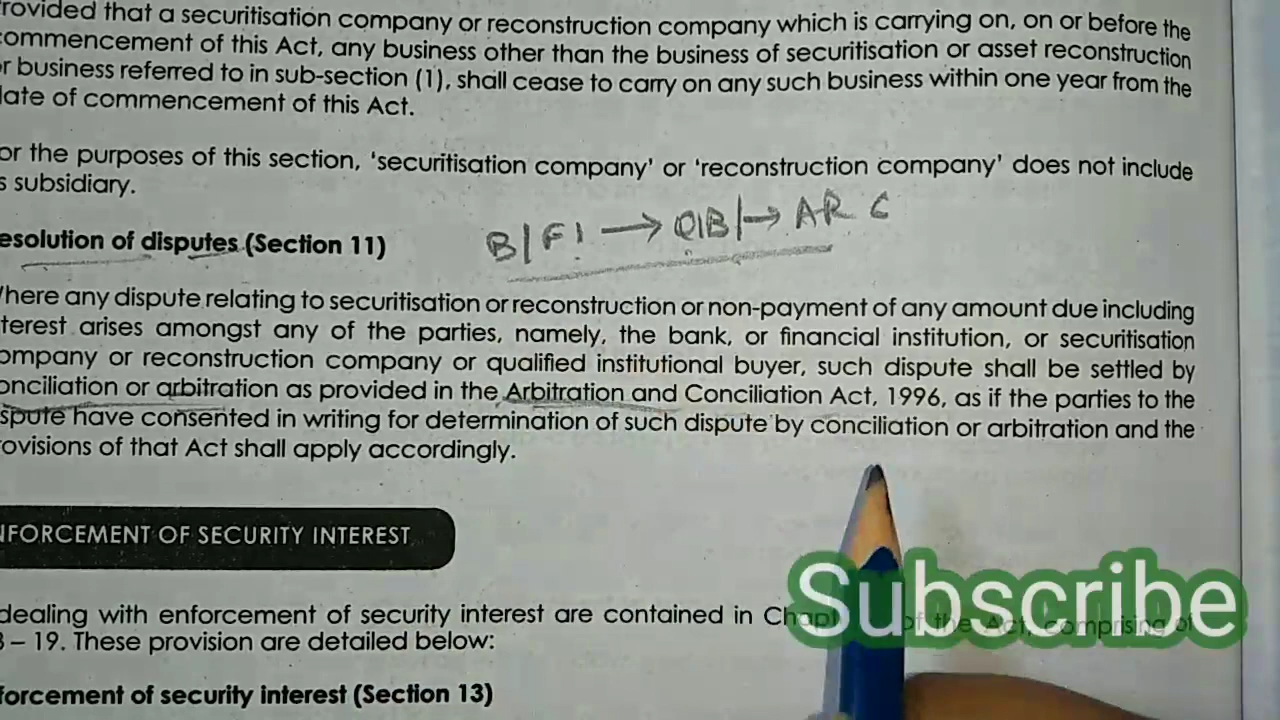 rovided that a securitisation company or reconstruction company which is carrying on, on or before the
ommencement of this Act, any business other than the business of securitisation or asset reconstruction
r business referred to in sub-section (1), shall cease to carry on any such business within one year from the
late of commencement of this Act.
or the purposes of this section, 'securitisation company' or 'reconstruction company' does not include
s subsidiary.
B|FI → QIB|→ ARC
esolution of disputes (Section 11)
here any dispute relating to securitisation or reconstruction or non-payment of any amount due including
terest arises amongst any of the parties, namely, the bank, or financial institution, or securitisation
ompany or reconstruction company or qualified institutional buyer, such dispute shall be settled by
onciliation or arbitration as provided in the Arbitration and Conciliation Act, 1996, as if the parties to the
spute have consented in writing for determination of such dispute by conciliation or arbitration and the
ovisions of that Act shall apply accordingly.
NFORCEMENT OF SECURITY INTEREST
Subscribe
dealing with enforcement of security interest are contained in Chap of the Act, comprising of
3 – 19. These provision are detailed below:
forcement of security interest (Section 13)